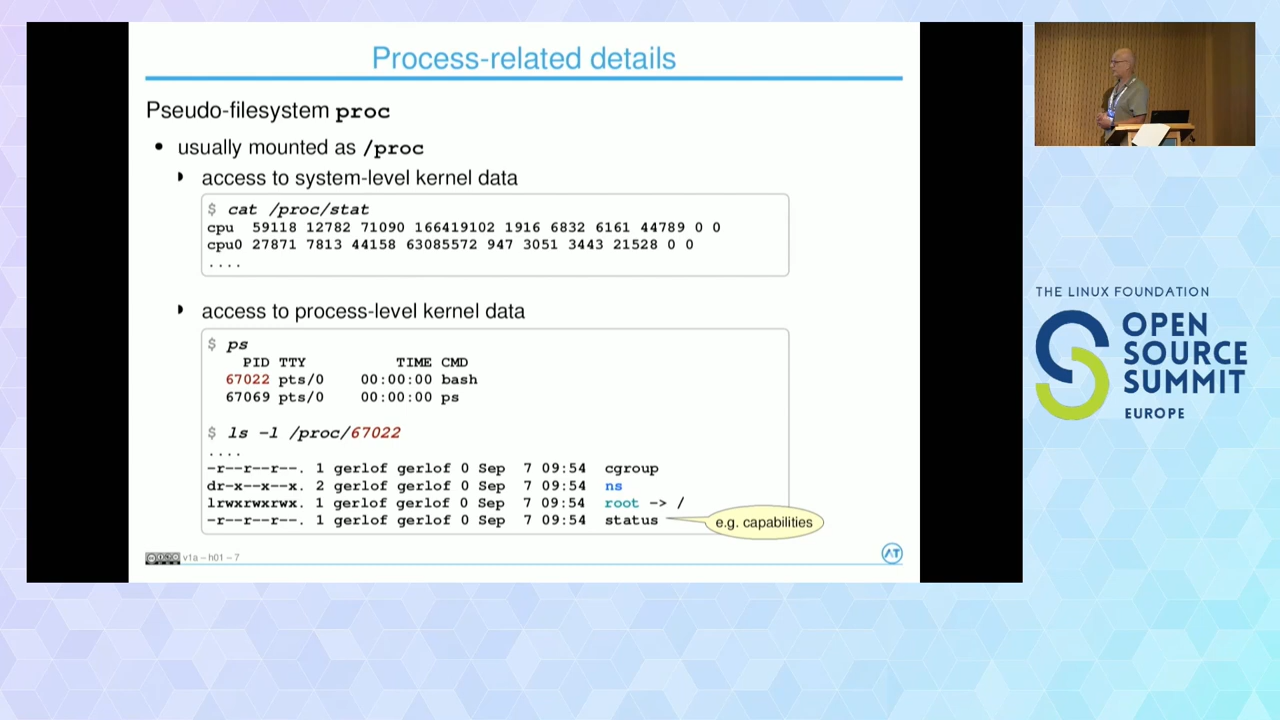 Process-related details
Pseudo-filesystem proc
• usually mounted as /proc
access to system-level kernel data
$ cat /proc/stat
cpu 59118 12782 71090 166419102 1916 6832 6161 44789 0 0
cpu0 27871 7813 44158 63085572 947 3051 3443 21528 0 0
....
access to process-level kernel data
$ ps
PID TTY TIME CMD
67022 pts/0 00:00:00 bash
67069 pts/0 00:00:00 ps
$ ls -l /proc/67022
....
-r--r--r--. 1 gerlof gerlof 0 Sep 7 09:54 cgroup
dr-x--x--x. 2 gerlof gerlof 0 Sep 7 09:54 ns
lrwxrwxrwx. 1 gerlof gerlof 0 Sep 7 09:54 root -> /
-r--r--r--. 1 gerlof gerlof 0 Sep 7 09:54 status
e.g. capabilities
v1a – h01 – 7
AT
THE LINUX FOUNDATION
OPEN
SOURCE
SUMMIT
EUROPE